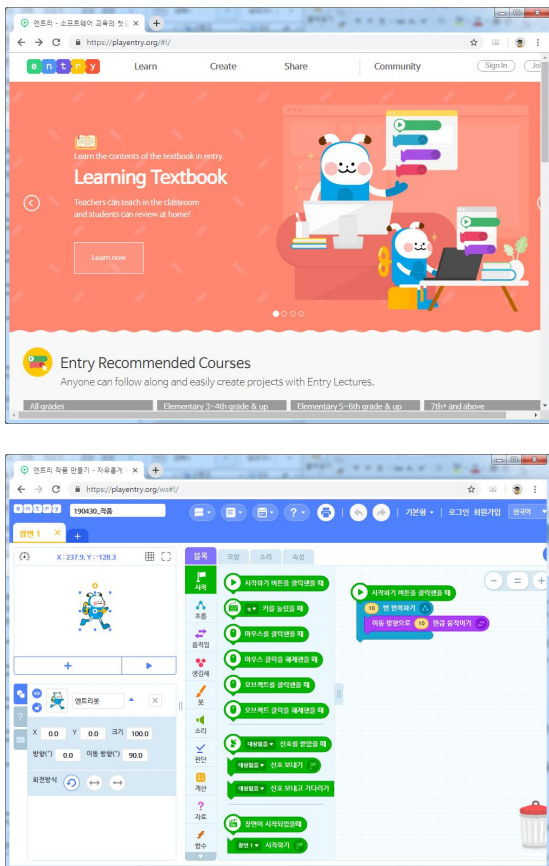 엔트리 - 소프트웨어 교육의 첫
https://playentry.org/#!/
entry
Learn
Create
Share
Community
Sign In
Joi
Learn the contents of the textbook in entry.
Learning Textbook
Teachers can teach in the classroom
and students can review at home!
Learn now
Entry Recommended Courses
Anyone can follow along and easily create projects with Entry Lectures.
All grades
Elementary 3~4th grade & up
Elementary 5~6th grade & up
7th+ and above
엔트리 작품 만들기 - 자유롭게
https://playentry.org/ws#!/
entry
190430_작품
기본형
로그인 회원가입
한국어
장면 1
X : 237.9, Y : -128.3
블록
모양
소리
속성
시작
흐름
움직임
생김새
붓
소리
판단
계산
자료
함수
시작하기 버튼을 클릭했을 때
q 키를 눌렀을 때
마우스를 클릭했을 때
마우스 클릭을 해제했을 때
오브젝트를 클릭했을 때
오브젝트 클릭을 해제했을 때
대상없음 신호를 받았을 때
대상없음 신호 보내기
대상없음 신호 보내고 기다리기
장면이 시작되었을때
장면 1 시작하기
시작하기 버튼을 클릭했을 때
10 번 반복하기
이동 방향으로 10 만큼 움직이기
엔트리봇
X 0.0 Y 0.0 크기 100.0
방향(°) 0.0 이동 방향(°) 90.0
회전방식